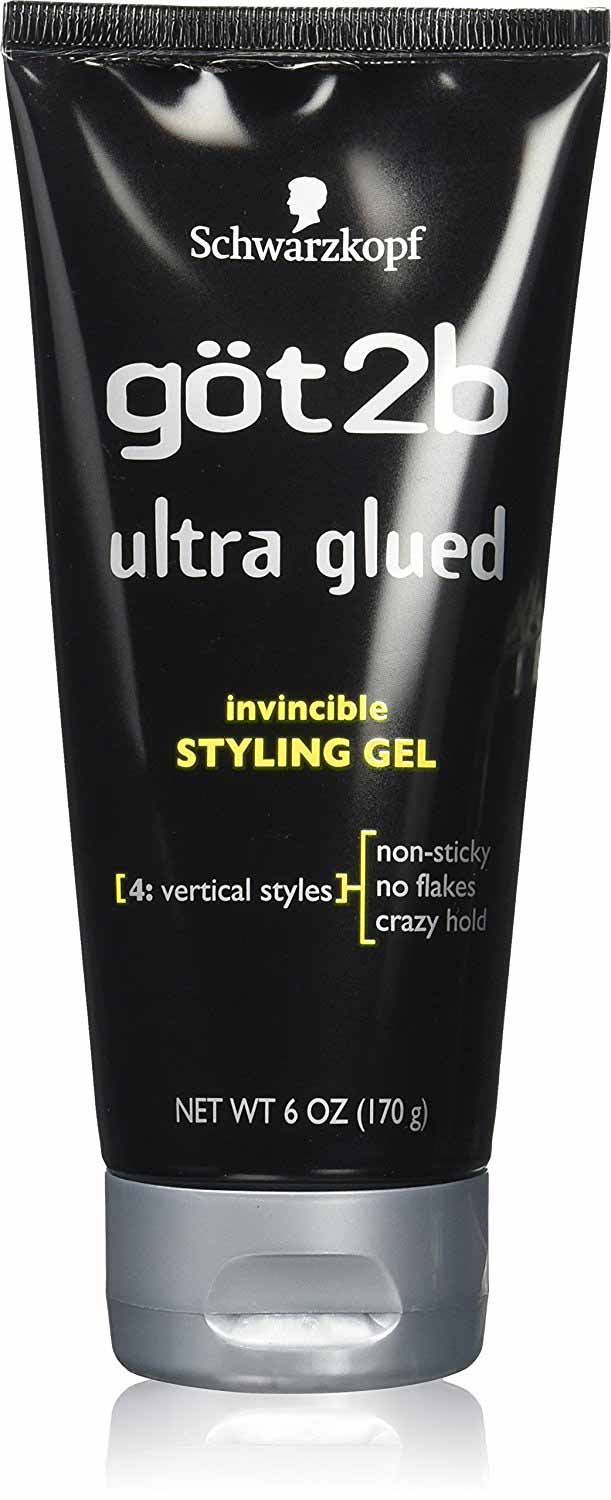 Schwarzkopf
göt2b
ultra glued
invincible
STYLING GEL
[4: vertical styles]
non-sticky
no flakes
crazy hold
NET WT 6 OZ (170 g)